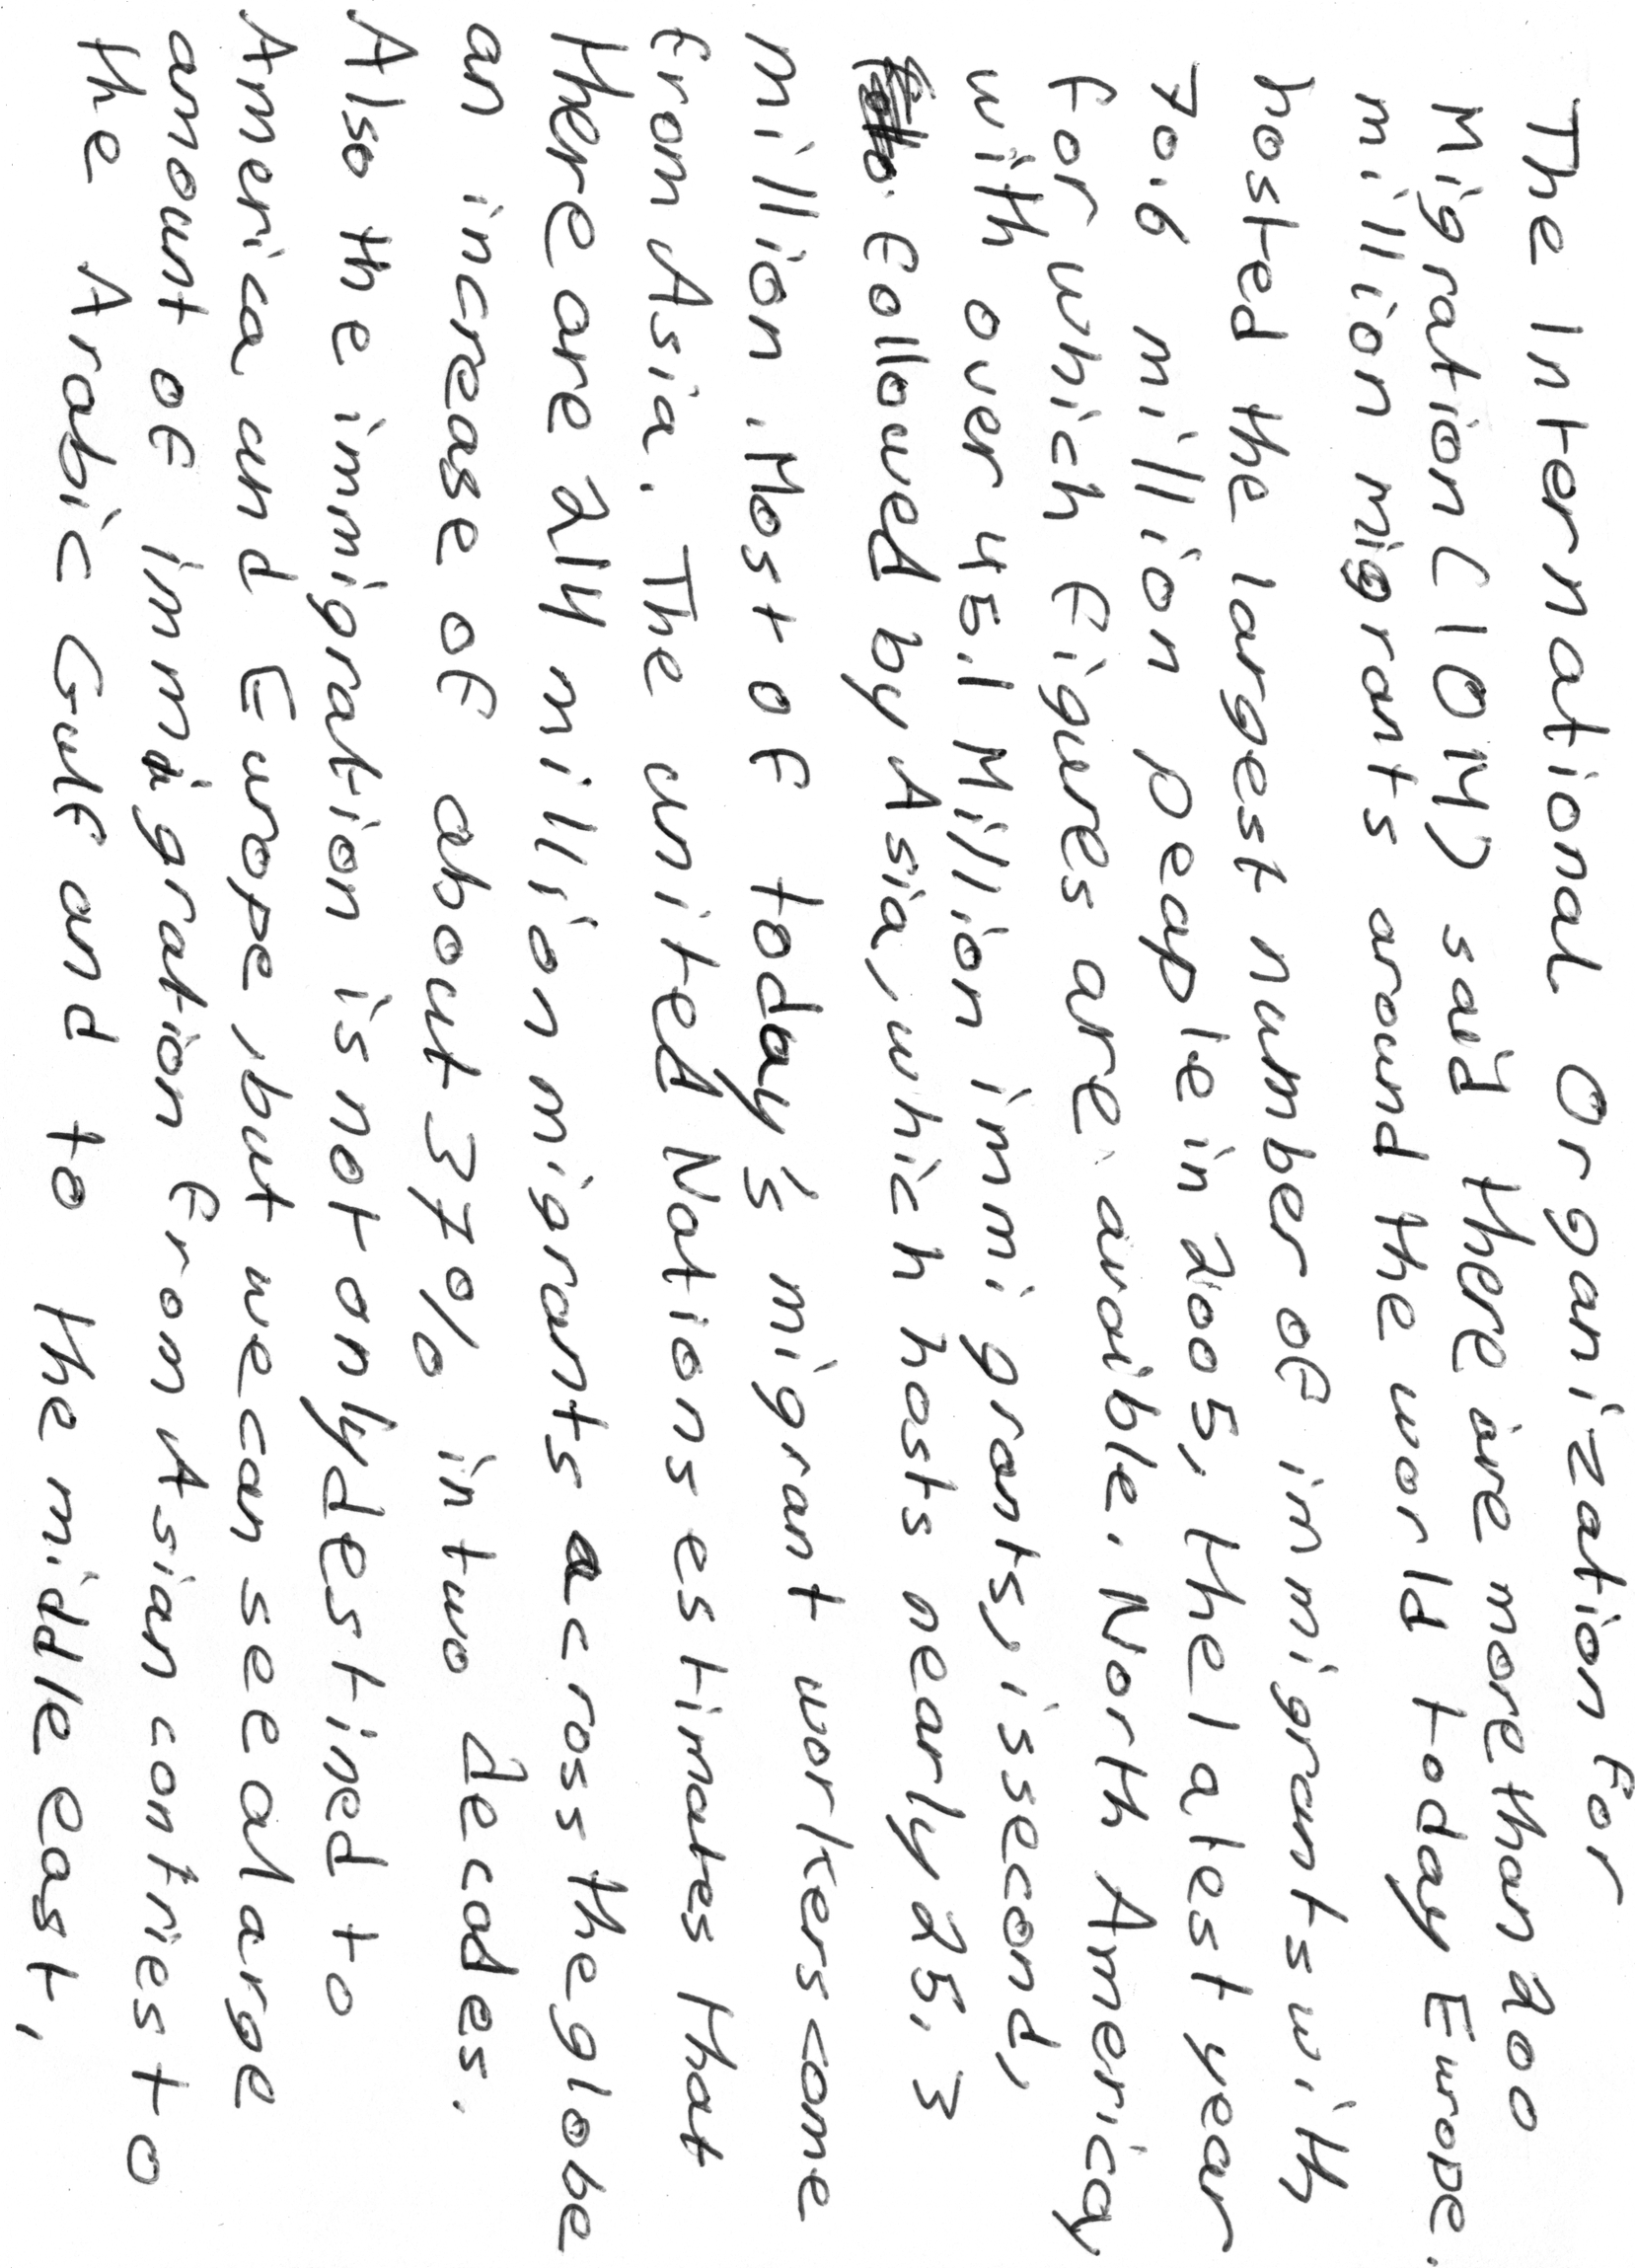 The International Organization For
Migration (IOM) said there are more than 200
million migrants around the world today Europe.
hosted the largest number of immigrants with
70.6 million peaple in 2005, the latest year
For which Figures are avaible. North America
with over 45.1 Million immigrants, is second,
Followed by Asia, which hosts nearly 25.3
million. Most of today's migrant workers come
From Asia. The united Nations estimates that
there are 214 million migrants across the globe
an increase of about 37% in two decades.
Also the immigration is not only destined to
America and Europe, but we can see a large
amount of immigration From Asian contries to
the Arabic Gulf and to the middle east,